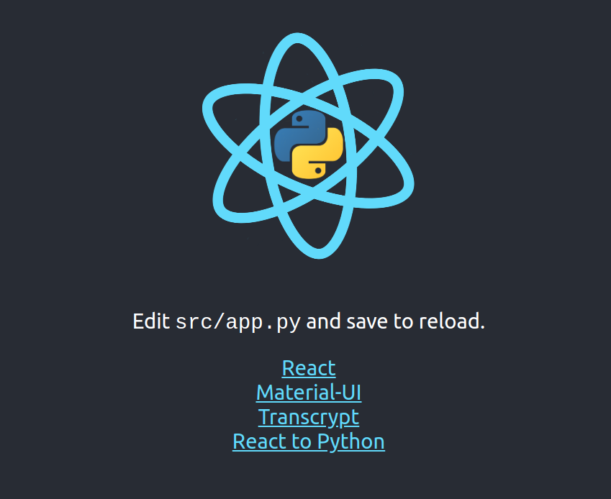 Edit src/app.py and save to reload.
React
Material-UI
Transcrypt
React to Python